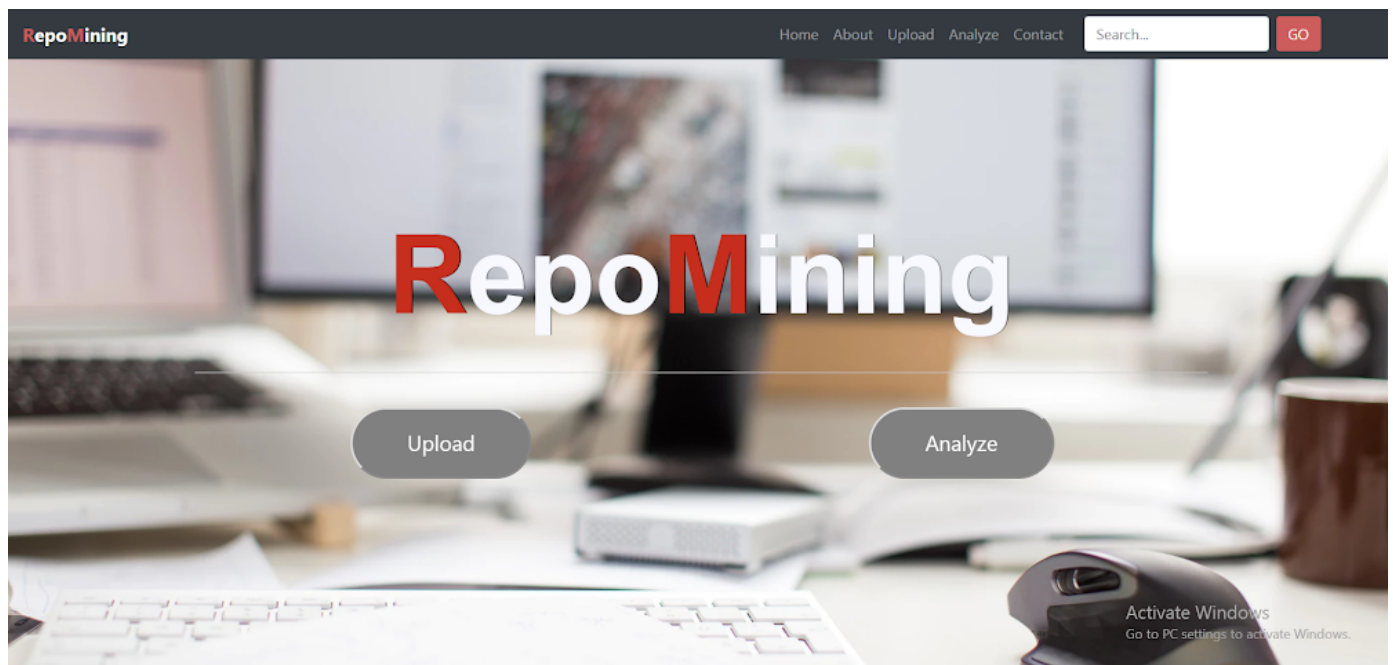 RepoMining
Home About Upload Analyze Contact Search... GO
RepoMining
Upload
Analyze
Activate Windows
Go to PC settings to activate Windows.